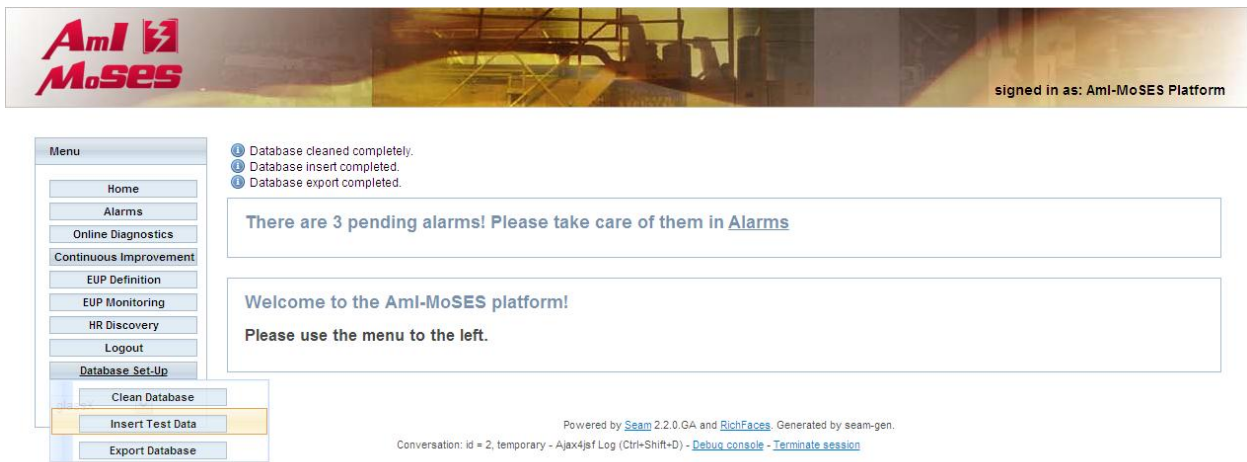 AmI
MoSES
signed in as: AmI-MoSES Platform
Menu
Home
Alarms
Online Diagnostics
Continuous Improvement
EUP Definition
EUP Monitoring
HR Discovery
Logout
Database Set-Up
Clean Database
Insert Test Data
Export Database
Database cleaned completely.
Database insert completed.
Database export completed.
There are 3 pending alarms! Please take care of them in Alarms
Welcome to the AmI-MoSES platform!
Please use the menu to the left.
Powered by Seam 2.2.0.GA and RichFaces. Generated by seam-gen.
Conversation: id = 2, temporary - Ajax4jsf Log (Ctrl+Shift+D) - Debug console - Terminate session